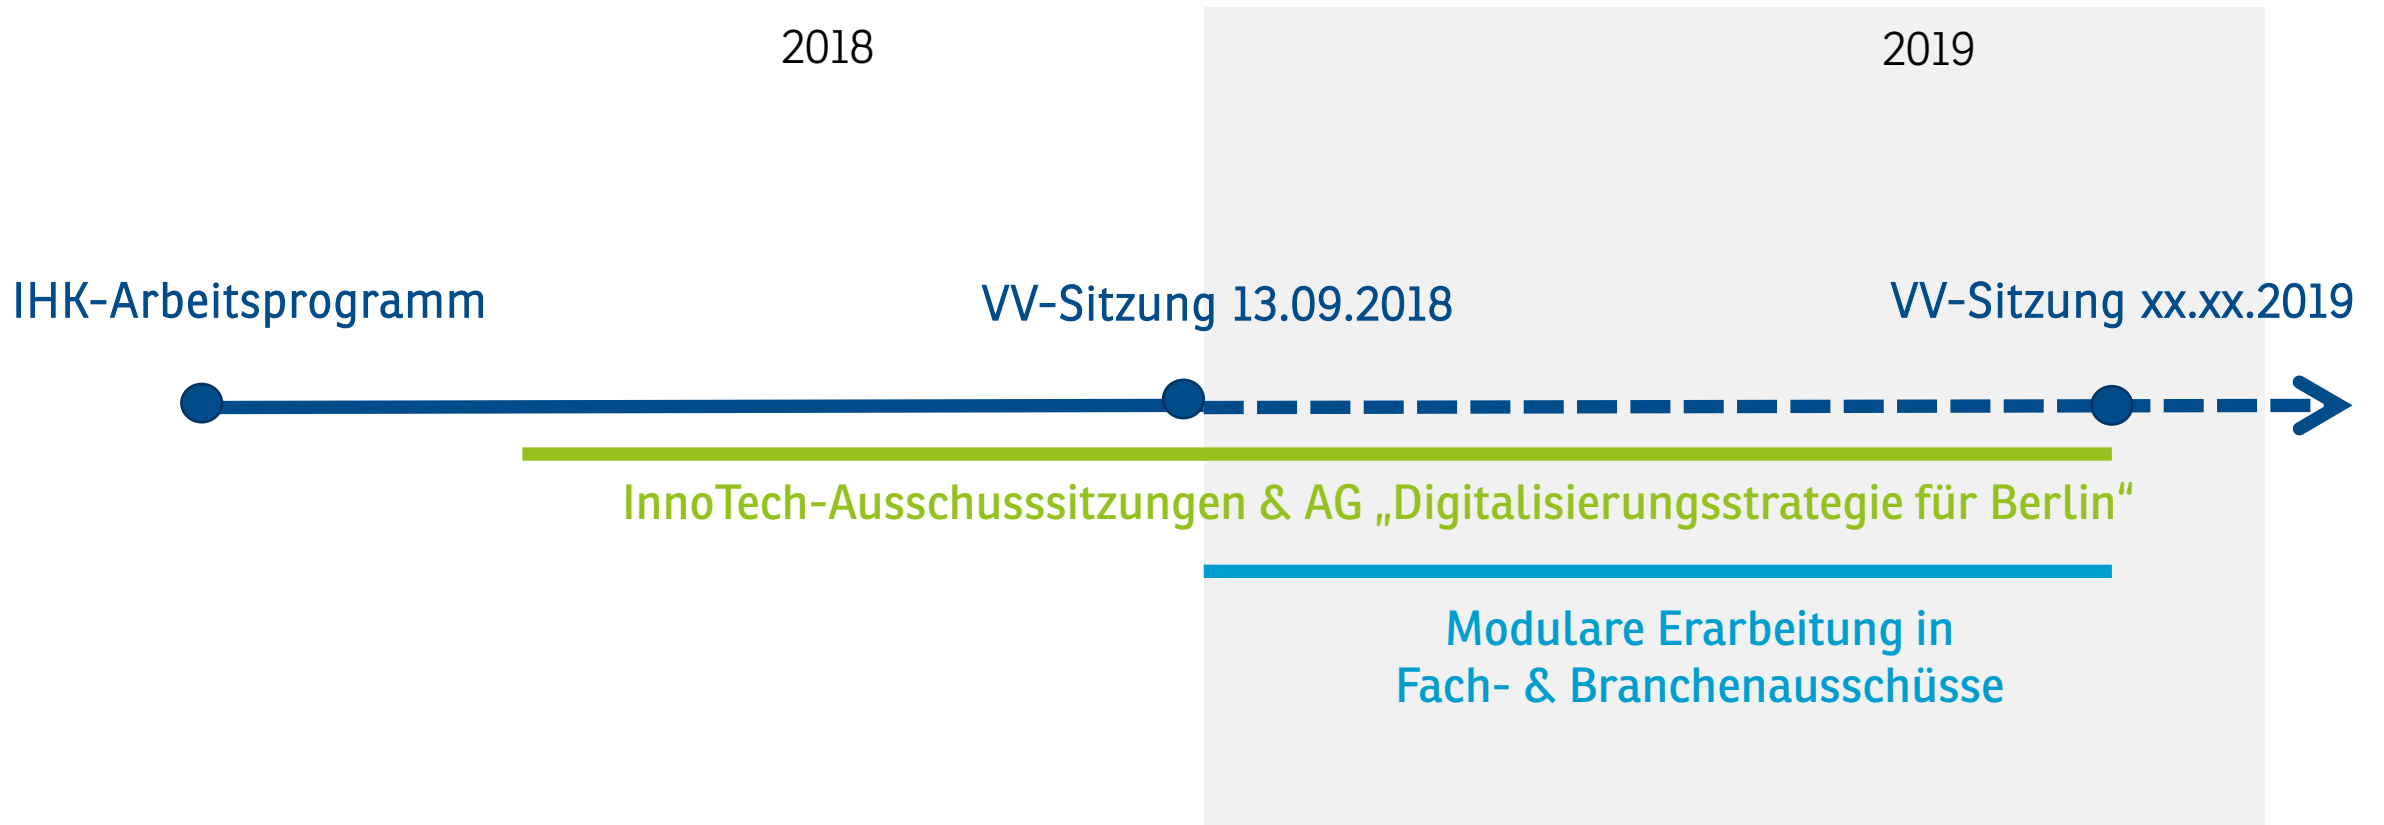 2018
2019
IHK-Arbeitsprogramm
VV-Sitzung 13.09.2018
VV-Sitzung xx.xx.2019
InnoTech-Ausschusssitzungen & AG „Digitalisierungsstrategie für Berlin“
Modulare Erarbeitung in
Fach- & Branchenausschüsse